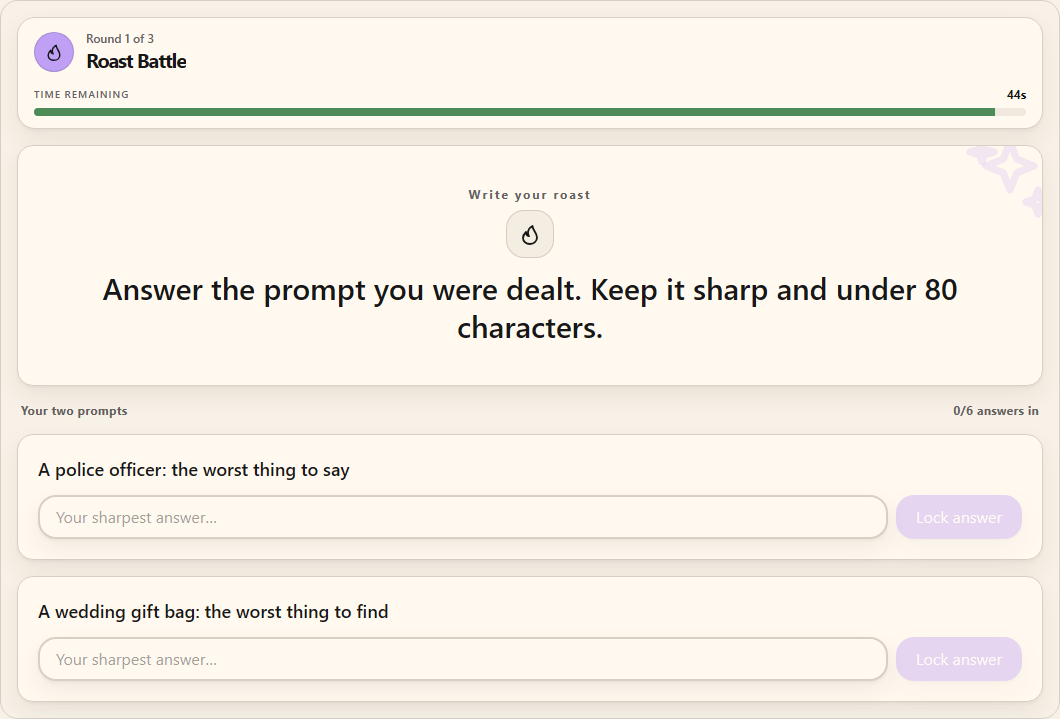 Round 1 of 3
Roast Battle
TIME REMAINING
44s
Write your roast
Answer the prompt you were dealt. Keep it sharp and under 80
characters.
Your two prompts
0/6 answers in
A police officer: the worst thing to say
Your sharpest answer...
Lock answer
A wedding gift bag: the worst thing to find
Your sharpest answer...
Lock answer